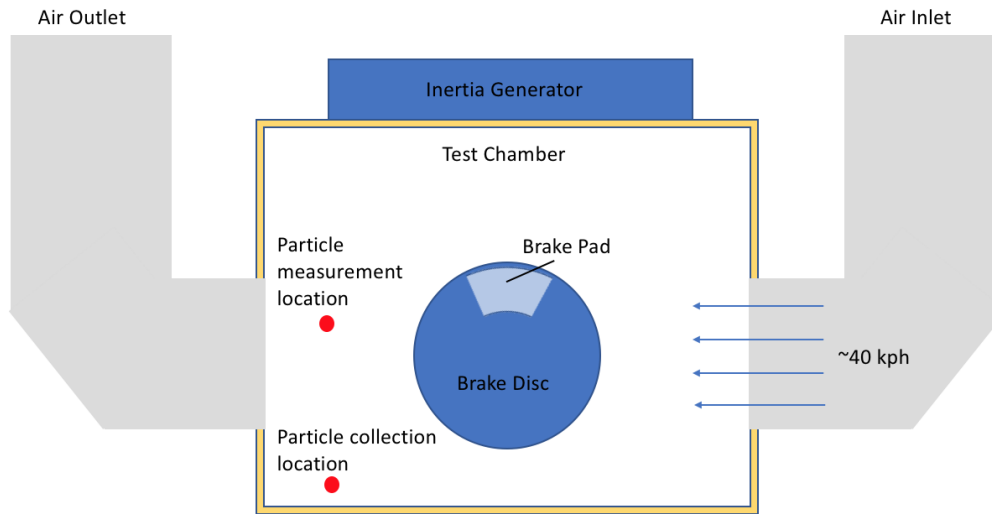 Air Outlet
Air Inlet
Inertia Generator
Test Chamber
Particle
measurement
location
Brake Pad
~40 kph
Brake Disc
Particle collection
location